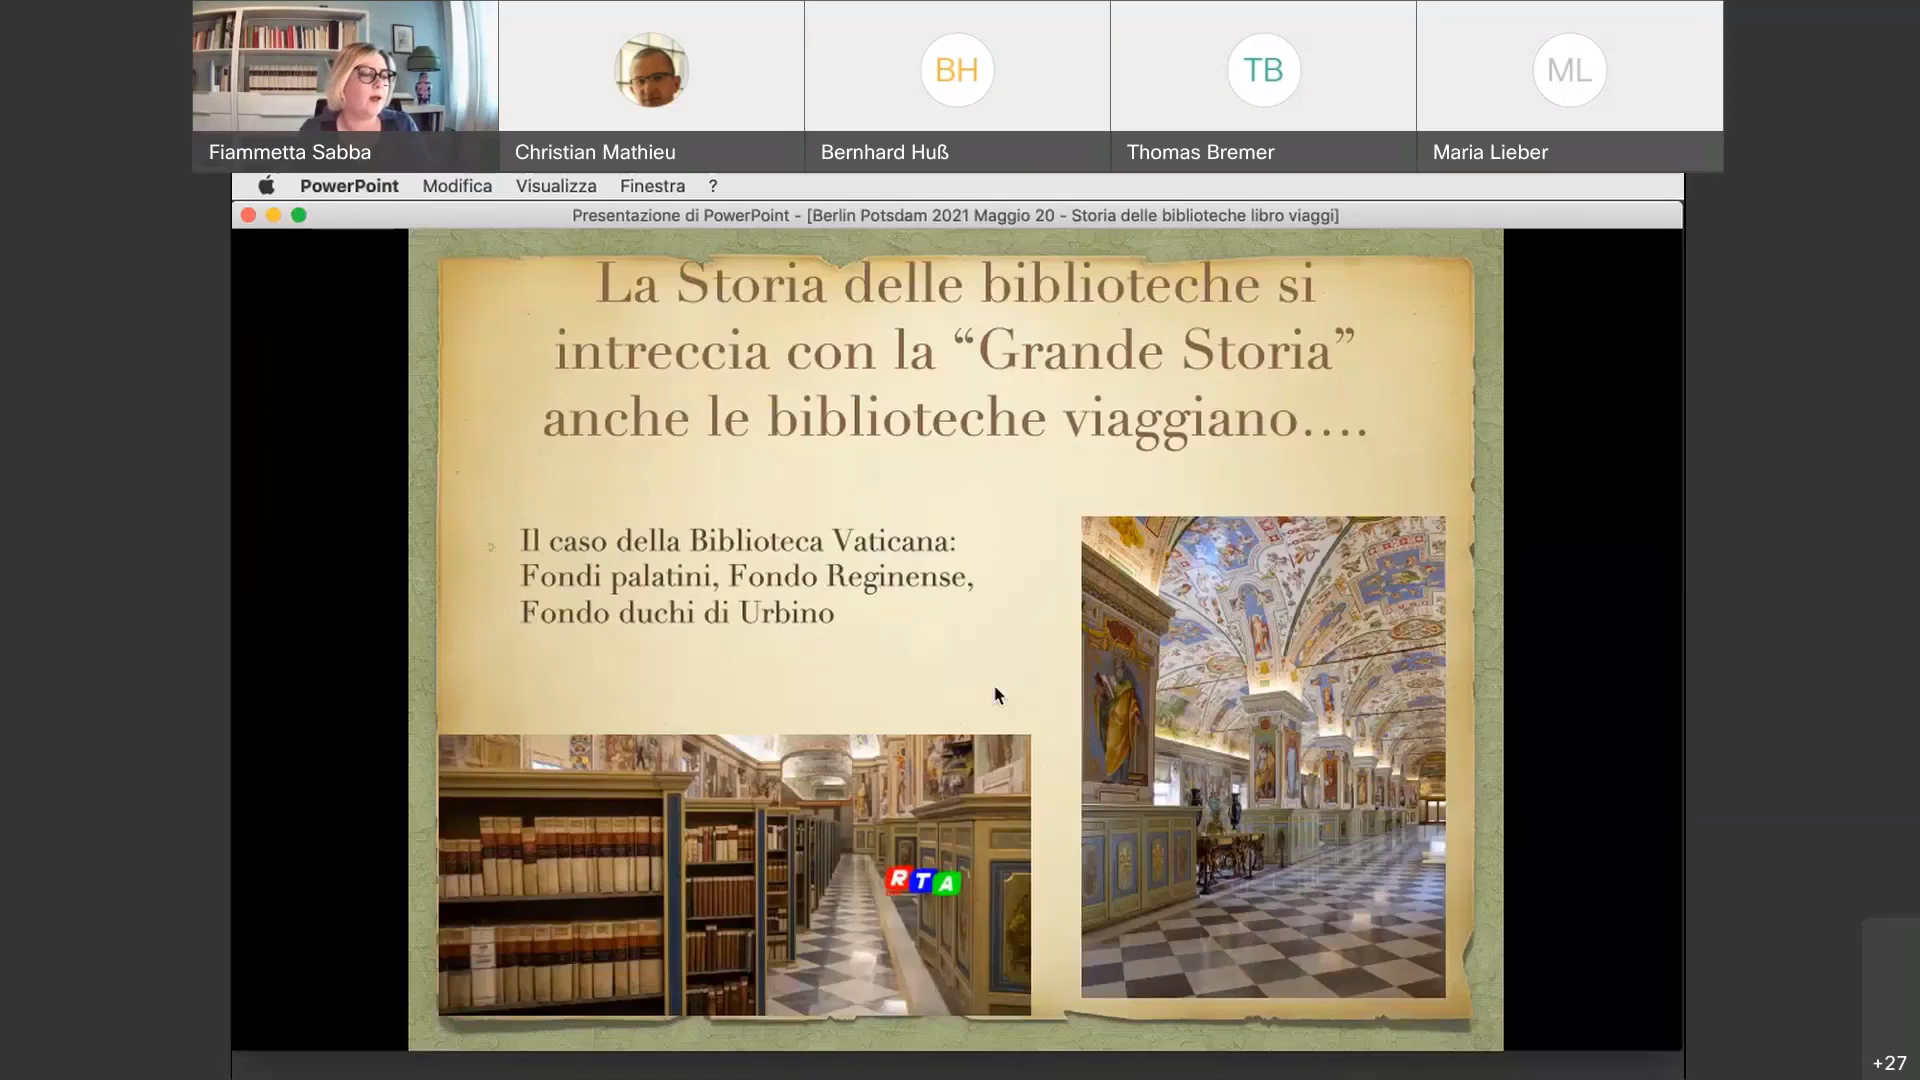 BH
TB
ML
Fiammetta Sabba
Christian Mathieu
Bernhard Huß
Thomas Bremer
Maria Lieber
PowerPoint Modifica Visualizza Finestra ?
Presentazione di PowerPoint - [Berlin Potsdam 2021 Maggio 20 - Storia delle biblioteche libro viaggi]
La Storia delle biblioteche si
intreccia con la “Grande Storia”
anche le biblioteche viaggiano….
Il caso della Biblioteca Vaticana:
Fondi palatini, Fondo Reginense,
Fondo duchi di Urbino
RTA
+27